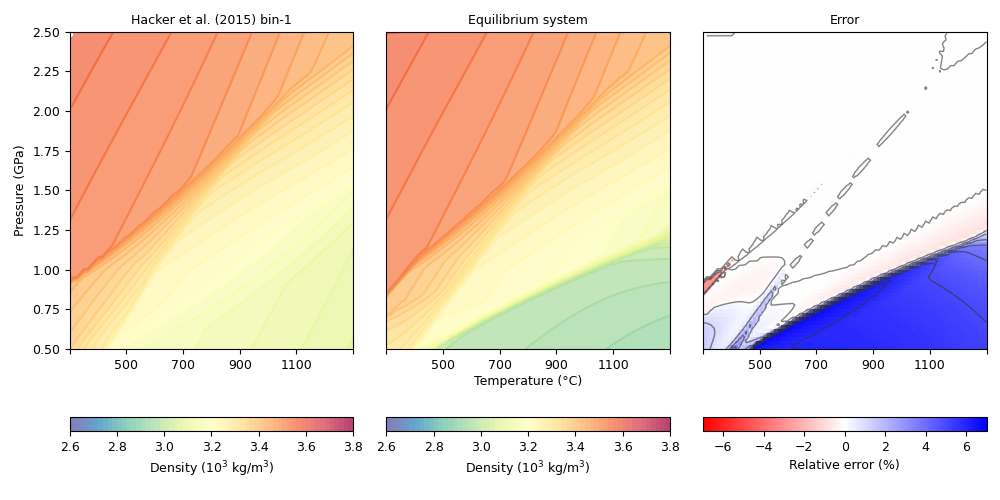 Hacker et al. (2015) bin-1
Equilibrium system
Error
Pressure (GPa)
2.50
2.25
2.00
1.75
1.50
1.25
1.00
0.75
0.50
500 700 900 1100
500 700 900 1100
500 700 900 1100
Temperature (°C)
2.6 2.8 3.0 3.2 3.4 3.6 3.8
2.6 2.8 3.0 3.2 3.4 3.6 3.8
−6 −4 −2 0 2 4 6
Density (10³ kg/m³)
Density (10³ kg/m³)
Relative error (%)